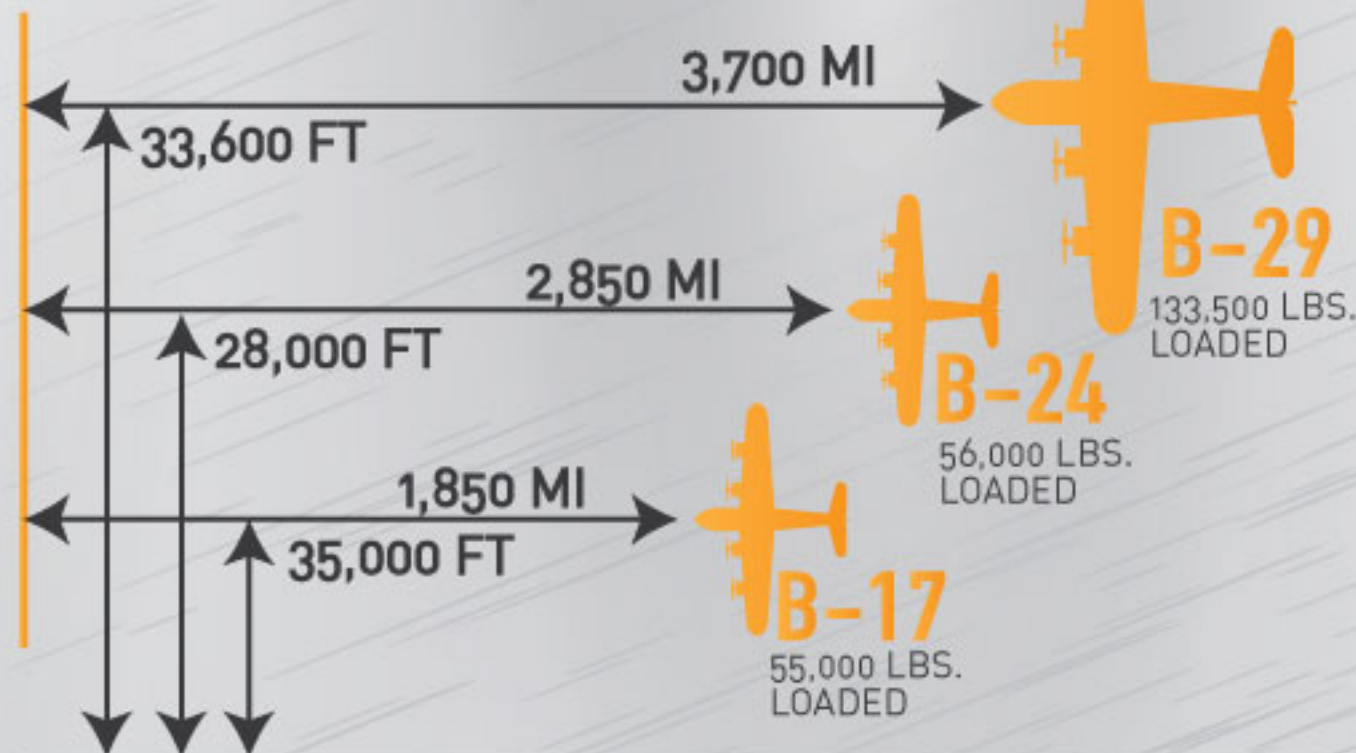 3,700 MI
33,600 FT
B-29
133,500 LBS.
LOADED
2,850 MI
28,000 FT
B-24
56,000 LBS.
LOADED
1,850 MI
35,000 FT
B-17
55,000 LBS.
LOADED